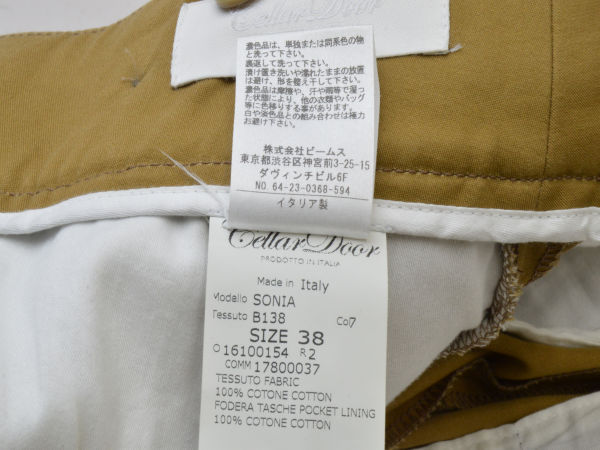 Cellar Door
濃色品は、単独または同系色の物
と洗って下さい。
裏返して洗って下さい。
漬け置き洗いや濡れたままの放置
は避け、形を整え干して下さい。
濃色品は摩擦や、汗や雨等で湿っ
た状態により、他の衣類やバッグ
等に色移りする事があります。
白や淡色品との組み合わせは極力
お避け下さい。
株式会社ビームス
東京都渋谷区神宮前3-25-15
ダヴィンチビル6F
NO 64-23-0368-594
イタリア製
Cellar Door
PRODOTTO IN ITALIA
Made in Italy
Modello SONIA
Tessuto B138 Col7
SIZE 38
O 16100154 R 2
COMM 17800037
TESSUTO FABRIC
100% COTONE COTTON
FODERA TASCHE POCKET LINING
100% COTONE COTTON